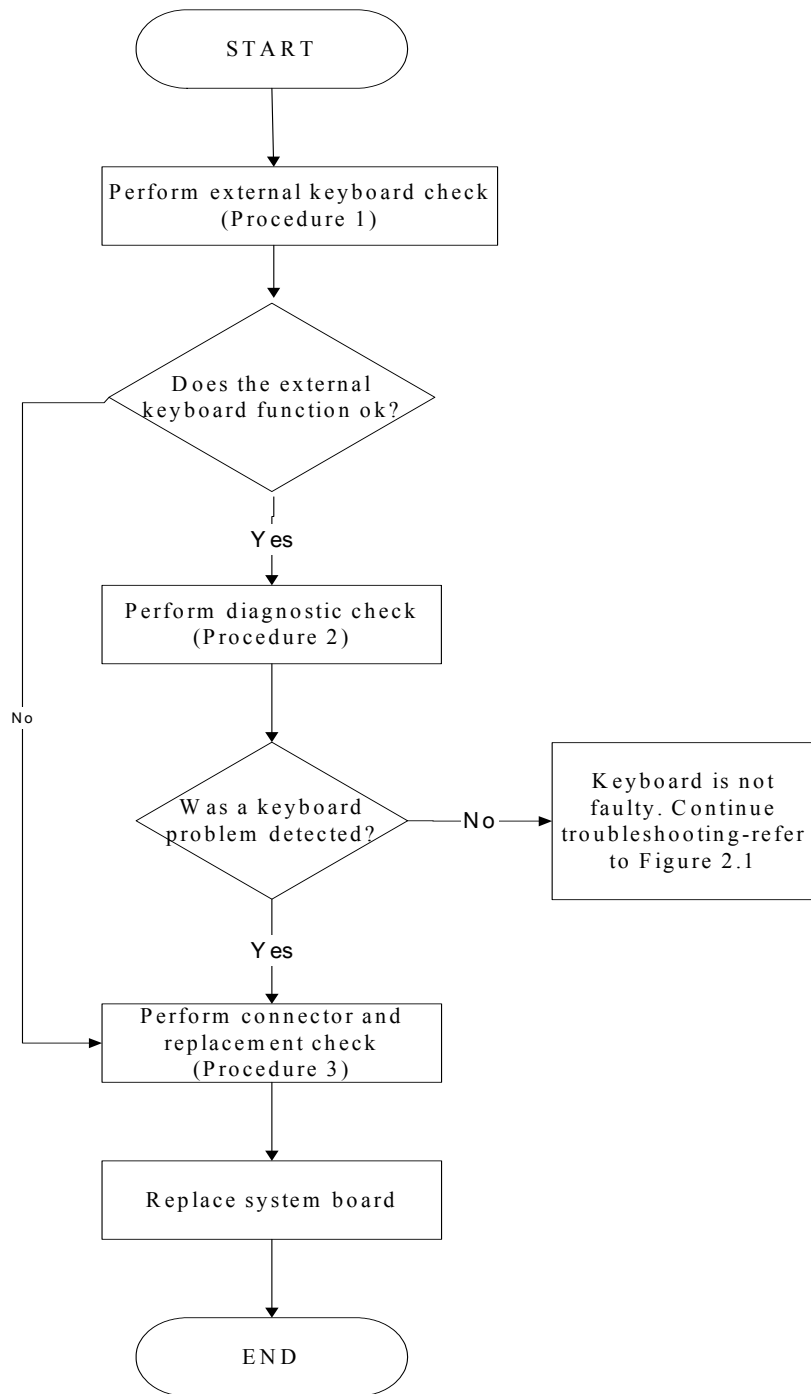 START
Perform external keyboard check
(Procedure 1)
Does the external
keyboard function ok?
Yes
Perform diagnostic check
(Procedure 2)
No
Was a keyboard
problem detected?
No
Keyboard is not
faulty. Continue
troubleshooting-refer
to Figure 2.1
Yes
Perform connector and
replacement check
(Procedure 3)
Replace system board
END